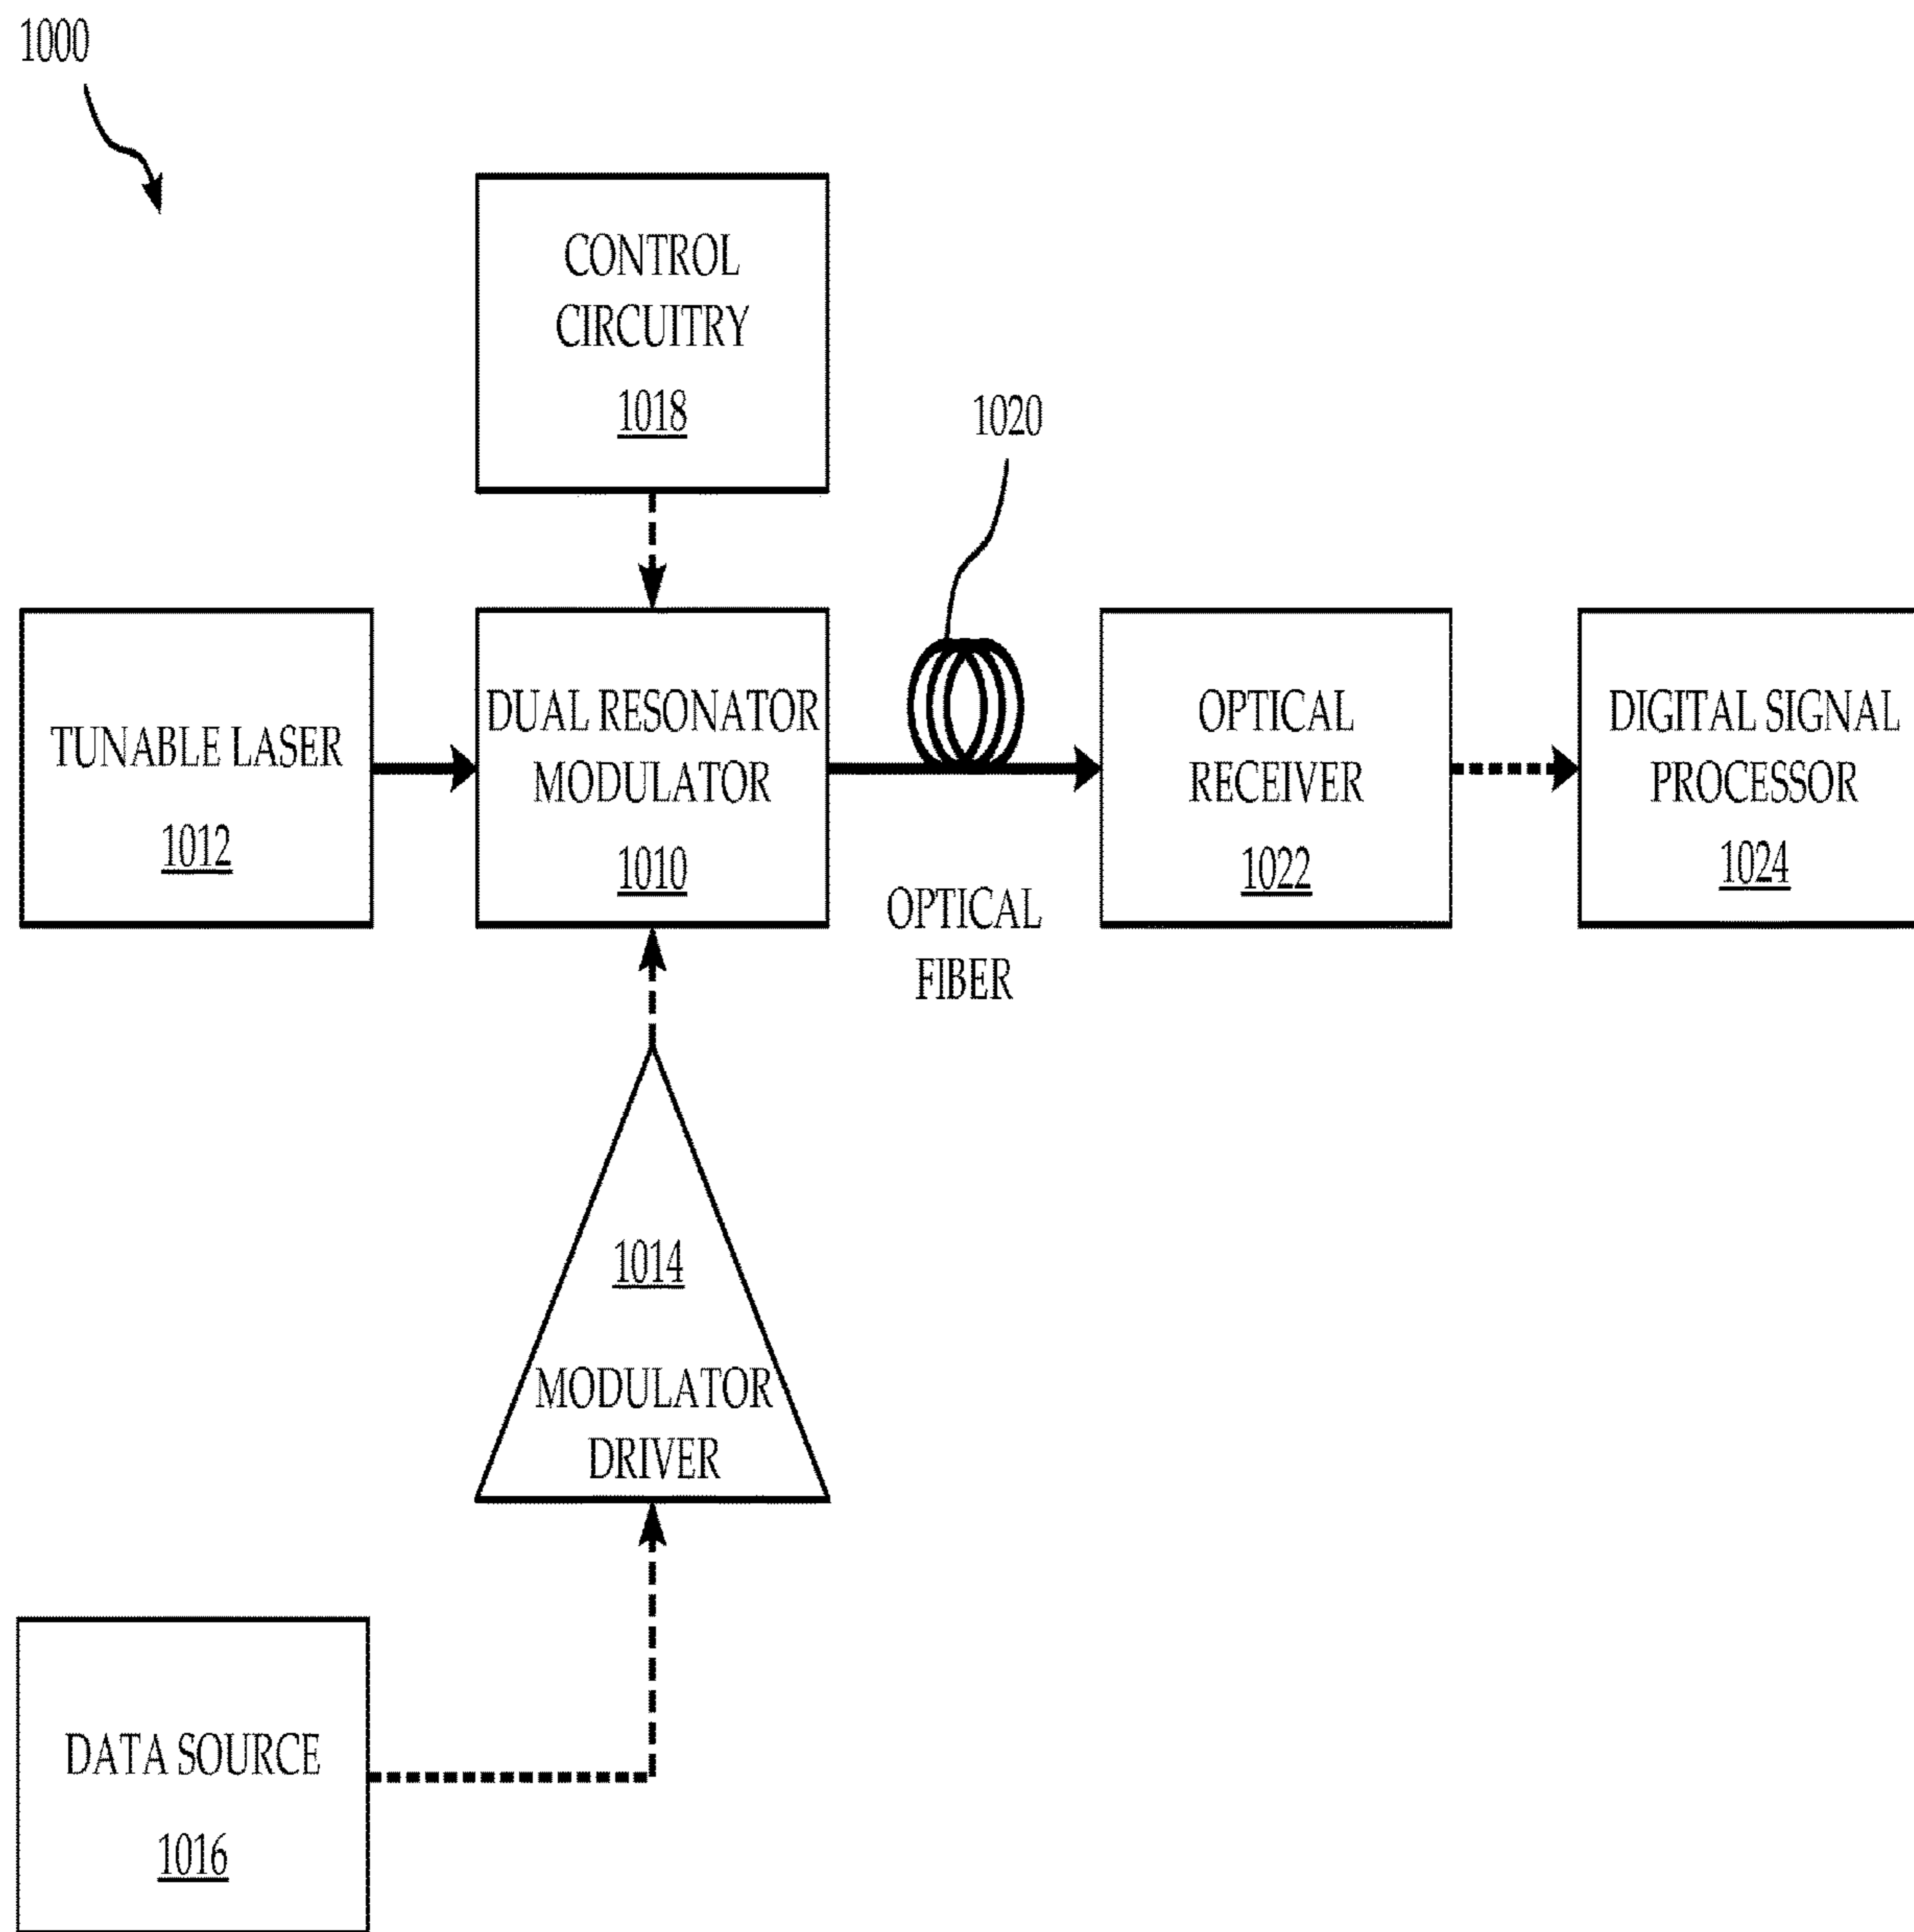 1000
CONTROL
CIRCUITRY
1018
1020
TUNABLE LASER
1012
DUAL RESONATOR
MODULATOR
1010
OPTICAL
FIBER
OPTICAL
RECEIVER
1022
DIGITAL SIGNAL
PROCESSOR
1024
1014
MODULATOR
DRIVER
DATA SOURCE
1016